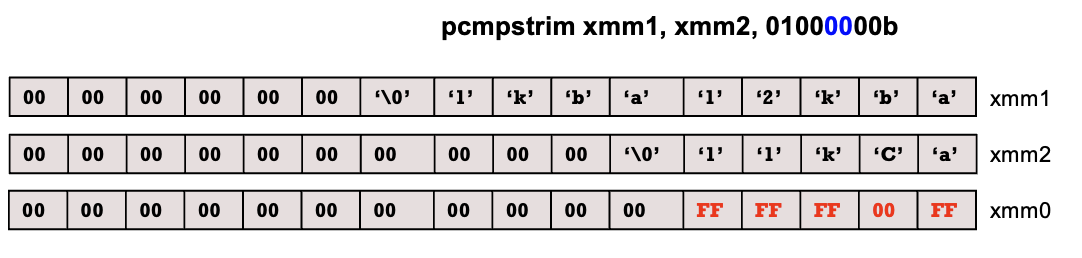 pcmpstrim xmm1, xmm2, 01000000b
00 00 00 00 00 00 ‘\0’ ‘l’ ‘k’ ‘b’ ‘a’ ‘l’ ‘2’ ‘k’ ‘b’ ‘a’ xmm1
00 00 00 00 00 00 00 00 00 00 ‘\0’ ‘l’ ‘l’ ‘k’ ‘C’ ‘a’ xmm2
00 00 00 00 00 00 00 00 00 00 00 FF FF FF 00 FF xmm0